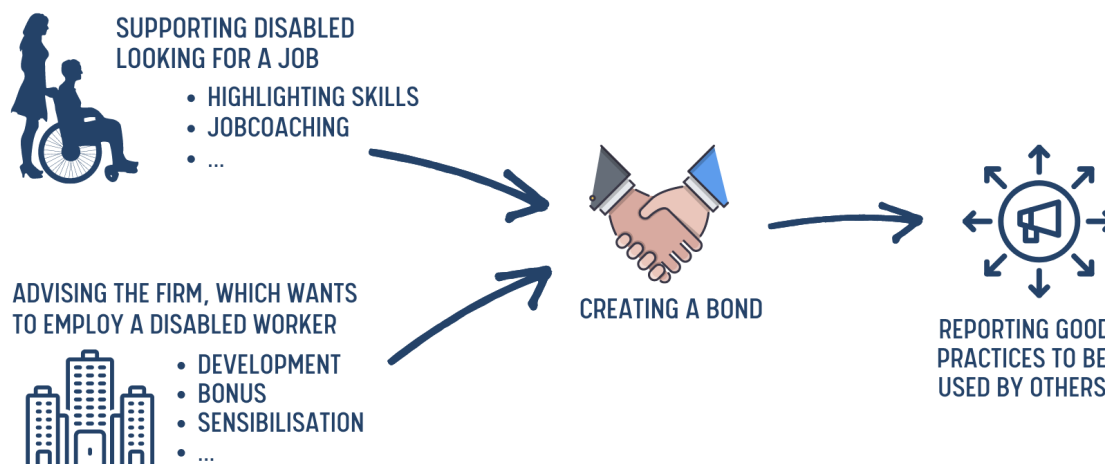 SUPPORTING DISABLED
LOOKING FOR A JOB
• HIGHLIGHTING SKILLS
• JOBCOACHING
• ...
ADVISING THE FIRM, WHICH WANTS
TO EMPLOY A DISABLED WORKER
• DEVELOPMENT
• BONUS
• SENSIBILISATION
• ...
CREATING A BOND
REPORTING GOOD
PRACTICES TO BE
USED BY OTHERS